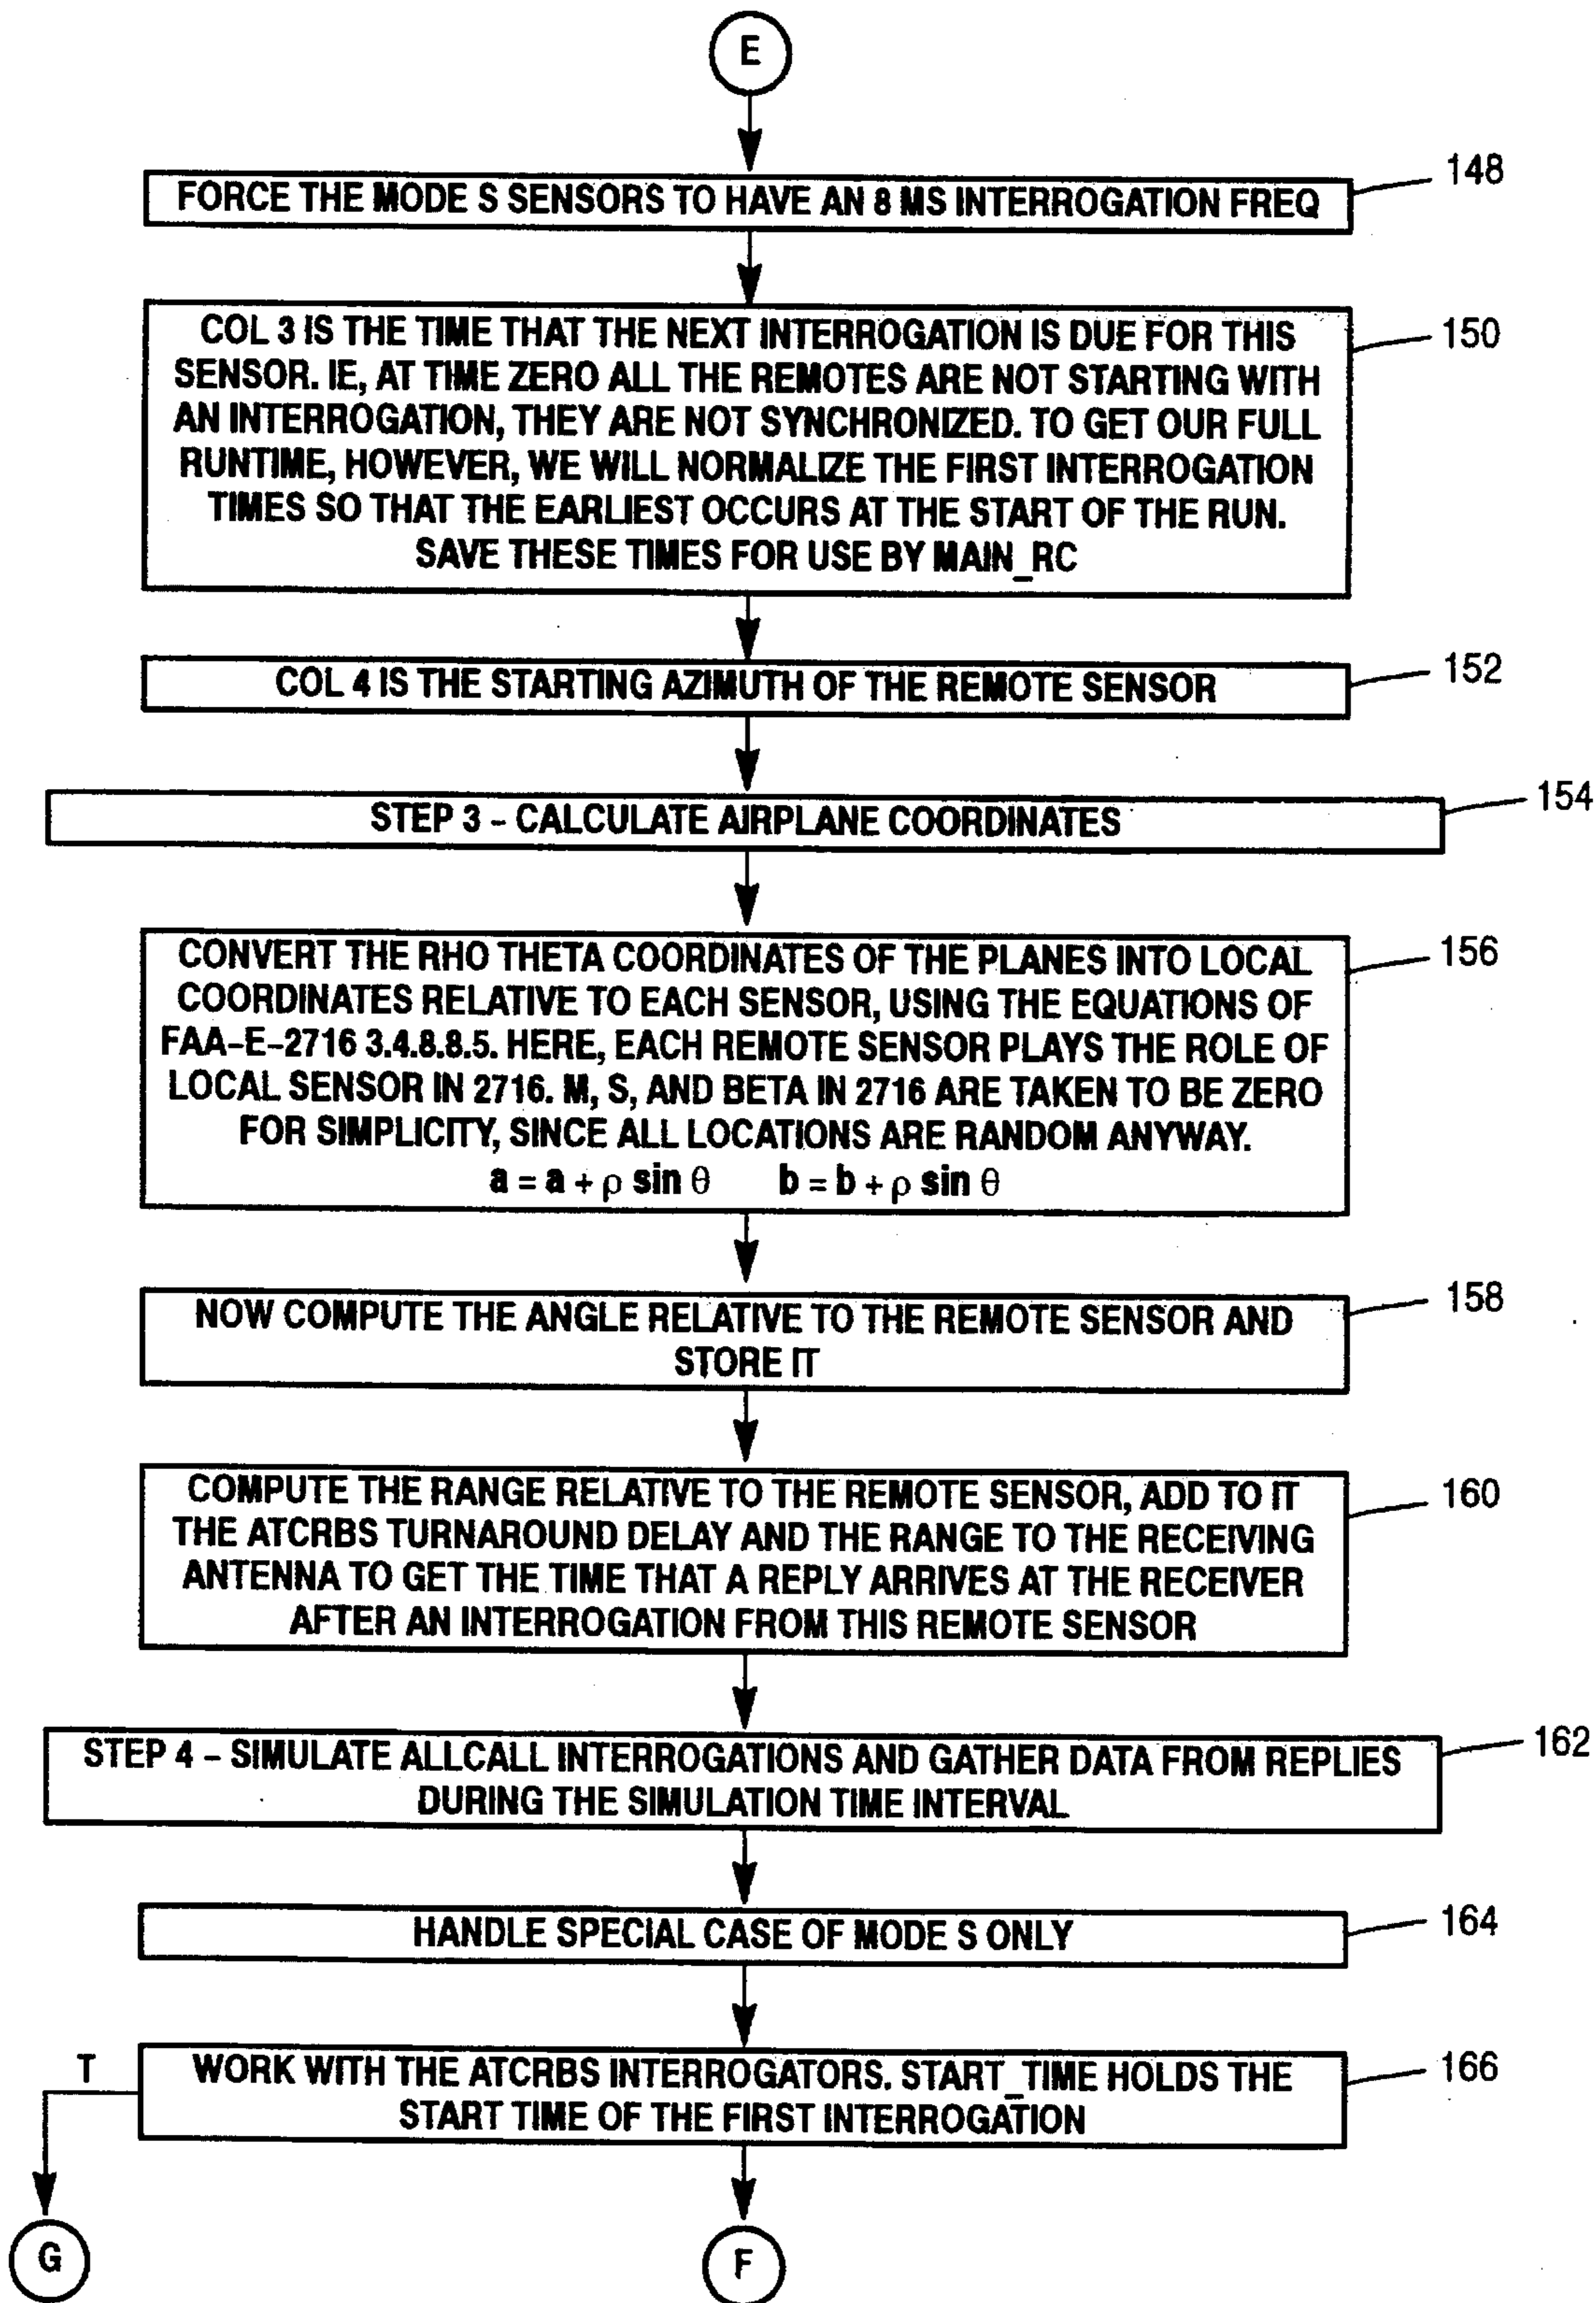 E
FORCE THE MODE S SENSORS TO HAVE AN 8 MS INTERROGATION FREQ
148
COL 3 IS THE TIME THAT THE NEXT INTERROGATION IS DUE FOR THIS
SENSOR. IE, AT TIME ZERO ALL THE REMOTES ARE NOT STARTING WITH
AN INTERROGATION, THEY ARE NOT SYNCHRONIZED. TO GET OUR FULL
RUNTIME, HOWEVER, WE WILL NORMALIZE THE FIRST INTERROGATION
TIMES SO THAT THE EARLIEST OCCURS AT THE START OF THE RUN.
SAVE THESE TIMES FOR USE BY MAIN_RC
150
COL 4 IS THE STARTING AZIMUTH OF THE REMOTE SENSOR
152
STEP 3 – CALCULATE AIRPLANE COORDINATES
154
CONVERT THE RHO THETA COORDINATES OF THE PLANES INTO LOCAL
COORDINATES RELATIVE TO EACH SENSOR, USING THE EQUATIONS OF
FAA–E–2716 3.4.8.8.5. HERE, EACH REMOTE SENSOR PLAYS THE ROLE OF
LOCAL SENSOR IN 2716. M, S, AND BETA IN 2716 ARE TAKEN TO BE ZERO
FOR SIMPLICITY, SINCE ALL LOCATIONS ARE RANDOM ANYWAY.
a = a + ρ sin θ b = b + ρ sin θ
156
NOW COMPUTE THE ANGLE RELATIVE TO THE REMOTE SENSOR AND
STORE IT
158
COMPUTE THE RANGE RELATIVE TO THE REMOTE SENSOR, ADD TO IT
THE ATCRBS TURNAROUND DELAY AND THE RANGE TO THE RECEIVING
ANTENNA TO GET THE TIME THAT A REPLY ARRIVES AT THE RECEIVER
AFTER AN INTERROGATION FROM THIS REMOTE SENSOR
160
STEP 4 – SIMULATE ALLCALL INTERROGATIONS AND GATHER DATA FROM REPLIES
DURING THE SIMULATION TIME INTERVAL
162
HANDLE SPECIAL CASE OF MODE S ONLY
164
T
WORK WITH THE ATCRBS INTERROGATORS. START_TIME HOLDS THE
START TIME OF THE FIRST INTERROGATION
166
G
F